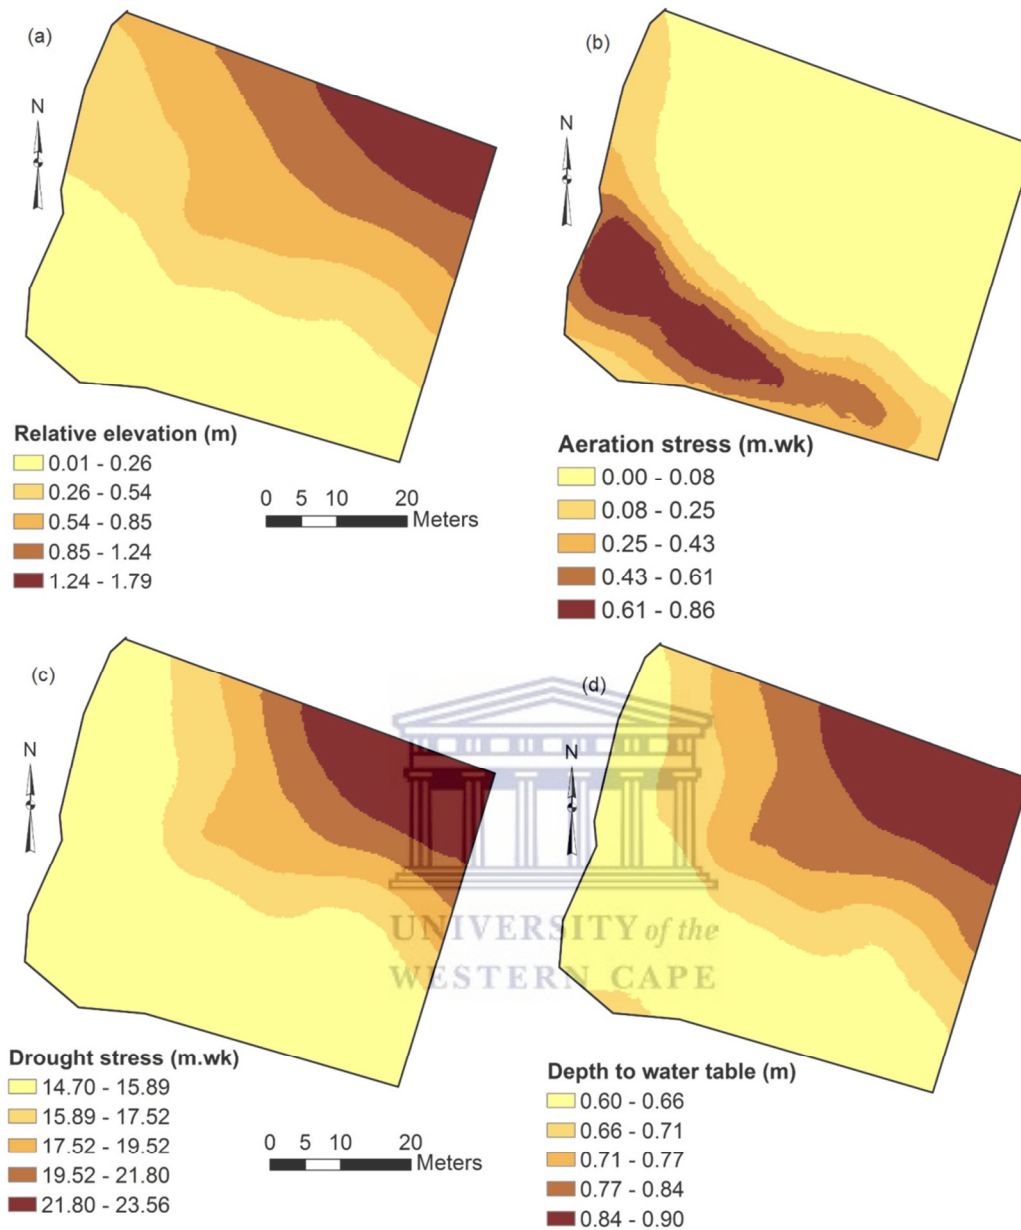 (a)
N
Relative elevation (m)
0.01 - 0.26
0.26 - 0.54
0.54 - 0.85
0.85 - 1.24
1.24 - 1.79
0 5 10 20
Meters
(b)
N
Aeration stress (m.wk)
0.00 - 0.08
0.08 - 0.25
0.25 - 0.43
0.43 - 0.61
0.61 - 0.86
(c)
N
Drought stress (m.wk)
14.70 - 15.89
15.89 - 17.52
17.52 - 19.52
19.52 - 21.80
21.80 - 23.56
0 5 10 20
Meters
UNIVERSITY of the
WESTERN CAPE
(d)
N
Depth to water table (m)
0.60 - 0.66
0.66 - 0.71
0.71 - 0.77
0.77 - 0.84
0.84 - 0.90